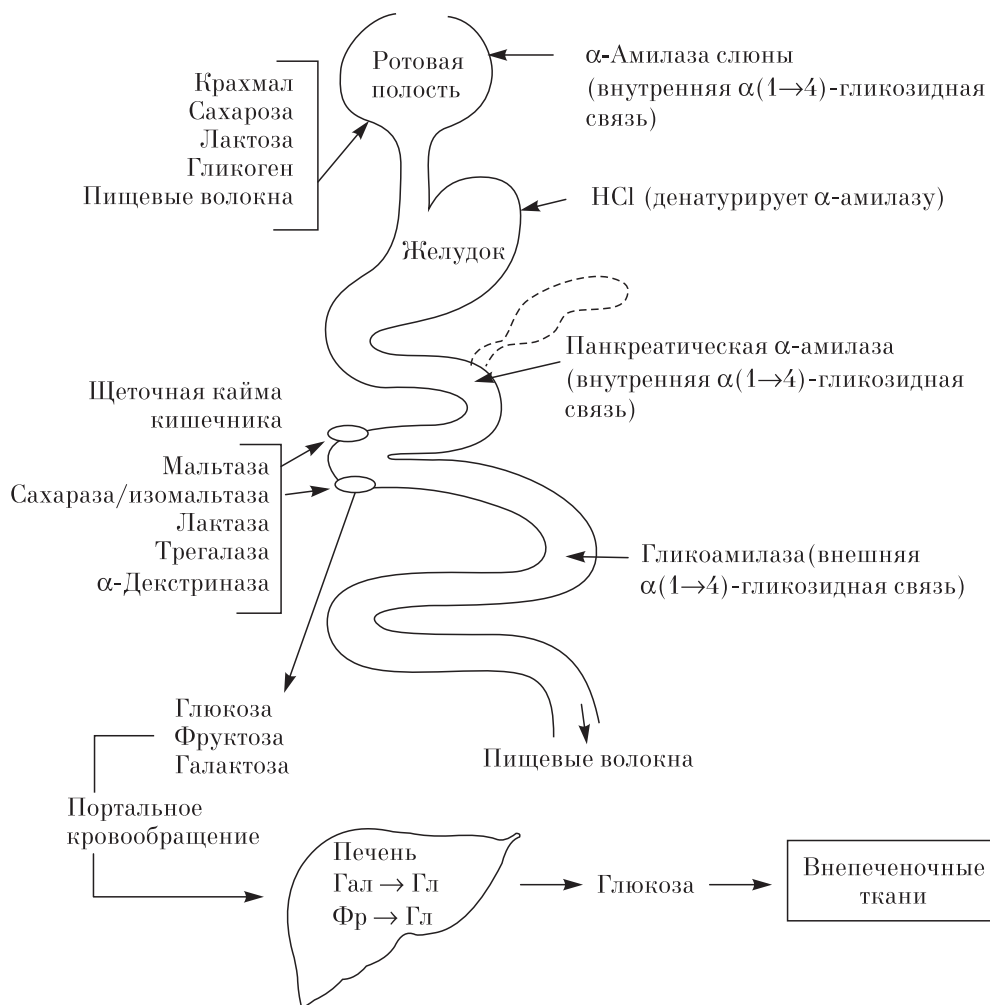 Ротовая
полость
α-Амилаза слюны
(внутренняя α(1→4)-гликозидная
связь)
Крахмал
Сахароза
Лактоза
Гликоген
Пищевые волокна
HCl (денатурирует α-амилазу)
Желудок
Панкреатическая α-амилаза
(внутренняя α(1→4)-гликозидная
связь)
Щеточная кайма
кишечника
Мальтаза
Сахараза/изомальтаза
Лактаза
Трегалаза
α-Декстриназа
Гликоамилаза (внешняя
α(1→4)-гликозидная связь)
Глюкоза
Фруктоза
Галактоза
Пищевые волокна
Портальное
кровообращение
Печень
Гал → Гл
Фр → Гл
Глюкоза
Внепеченочные
ткани